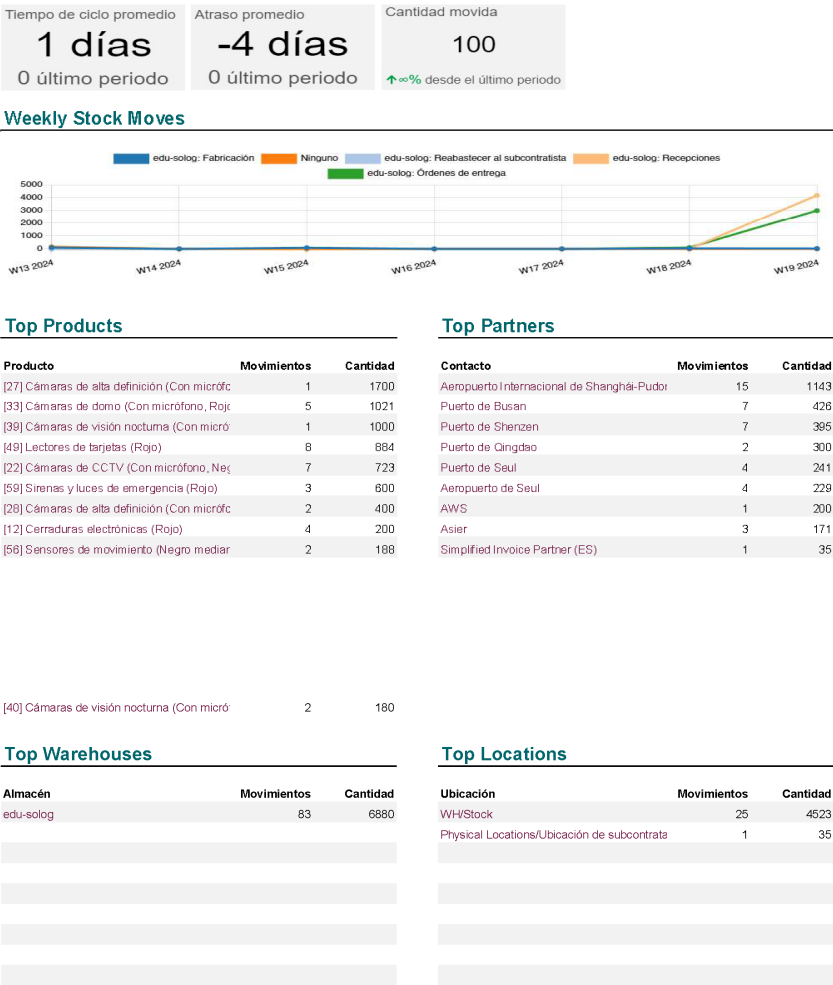 Tiempo de ciclo promedio
1 días
0 último periodo
Atraso promedio
-4 días
0 último periodo
Cantidad movida
100
↑∞% desde el último periodo
Weekly Stock Moves
edu-solog: Fabricación Ninguno edu-solog: Reabastecer al subcontratista edu-solog: Recepciones
edu-solog: Órdenes de entrega
5000
4000
3000
2000
1000
0
W13 2024 W14 2024 W15 2024 W16 2024 W17 2024 W18 2024 W19 2024
Top Products
Producto Movimientos Cantidad
[27] Cámaras de alta definición (Con micrófo 1 1700
[33] Cámaras de domo (Con micrófono, Rojo 5 1021
[39] Cámaras de visión nocturna (Con micró 1 1000
[49] Lectores de tarjetas (Rojo) 8 884
[22] Cámaras de CCTV (Con micrófono, Neg 7 723
[59] Sirenas y luces de emergencia (Rojo) 3 600
[28] Cámaras de alta definición (Con micrófo 2 400
[12] Cerraduras electrónicas (Rojo) 4 200
[56] Sensores de movimiento (Negro median 2 188
[40] Cámaras de visión nocturna (Con micró 2 180
Top Partners
Contacto Movimientos Cantidad
Aeropuerto Internacional de Shanghái-Pudon 15 1143
Puerto de Busan 7 426
Puerto de Shenzen 7 395
Puerto de Qingdao 2 300
Puerto de Seul 4 241
Aeropuerto de Seul 4 229
AWS 1 200
Asier 3 171
Simplified Invoice Partner (ES) 1 35
Top Warehouses
Almacén Movimientos Cantidad
edu-solog 83 6880
Top Locations
Ubicación Movimientos Cantidad
WH/Stock 25 4523
Physical Locations/Ubicación de subcontrata 1 35